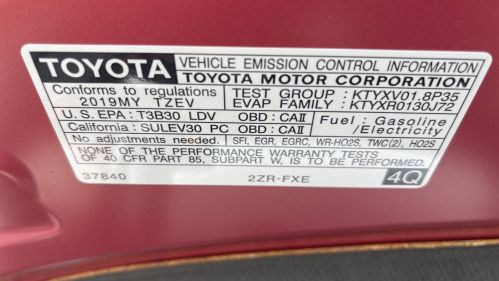 TOYOTA
VEHICLE EMISSION CONTROL INFORMATION
TOYOTA MOTOR CORPORATION
Conforms to regulations
2019MY TZEV
TEST GROUP : KTYXV01.8P35
EVAP FAMILY : KTYXR0130J72
U.S. EPA : T3B30 LDV OBD : CAII
California : SULEV30 PC OBD : CAII
Fuel : Gasoline
/Electricity
No adjustments needed.
SFI, EGR, EGRC, WR-HO2S, TWC(2), HO2S
NONE OF THE PERFORMANCE WARRANTY TESTS
OF 40 CFR PART 85, SUBPART W, IS TO BE PERFORMED.
37840 2ZR-FXE 4Q